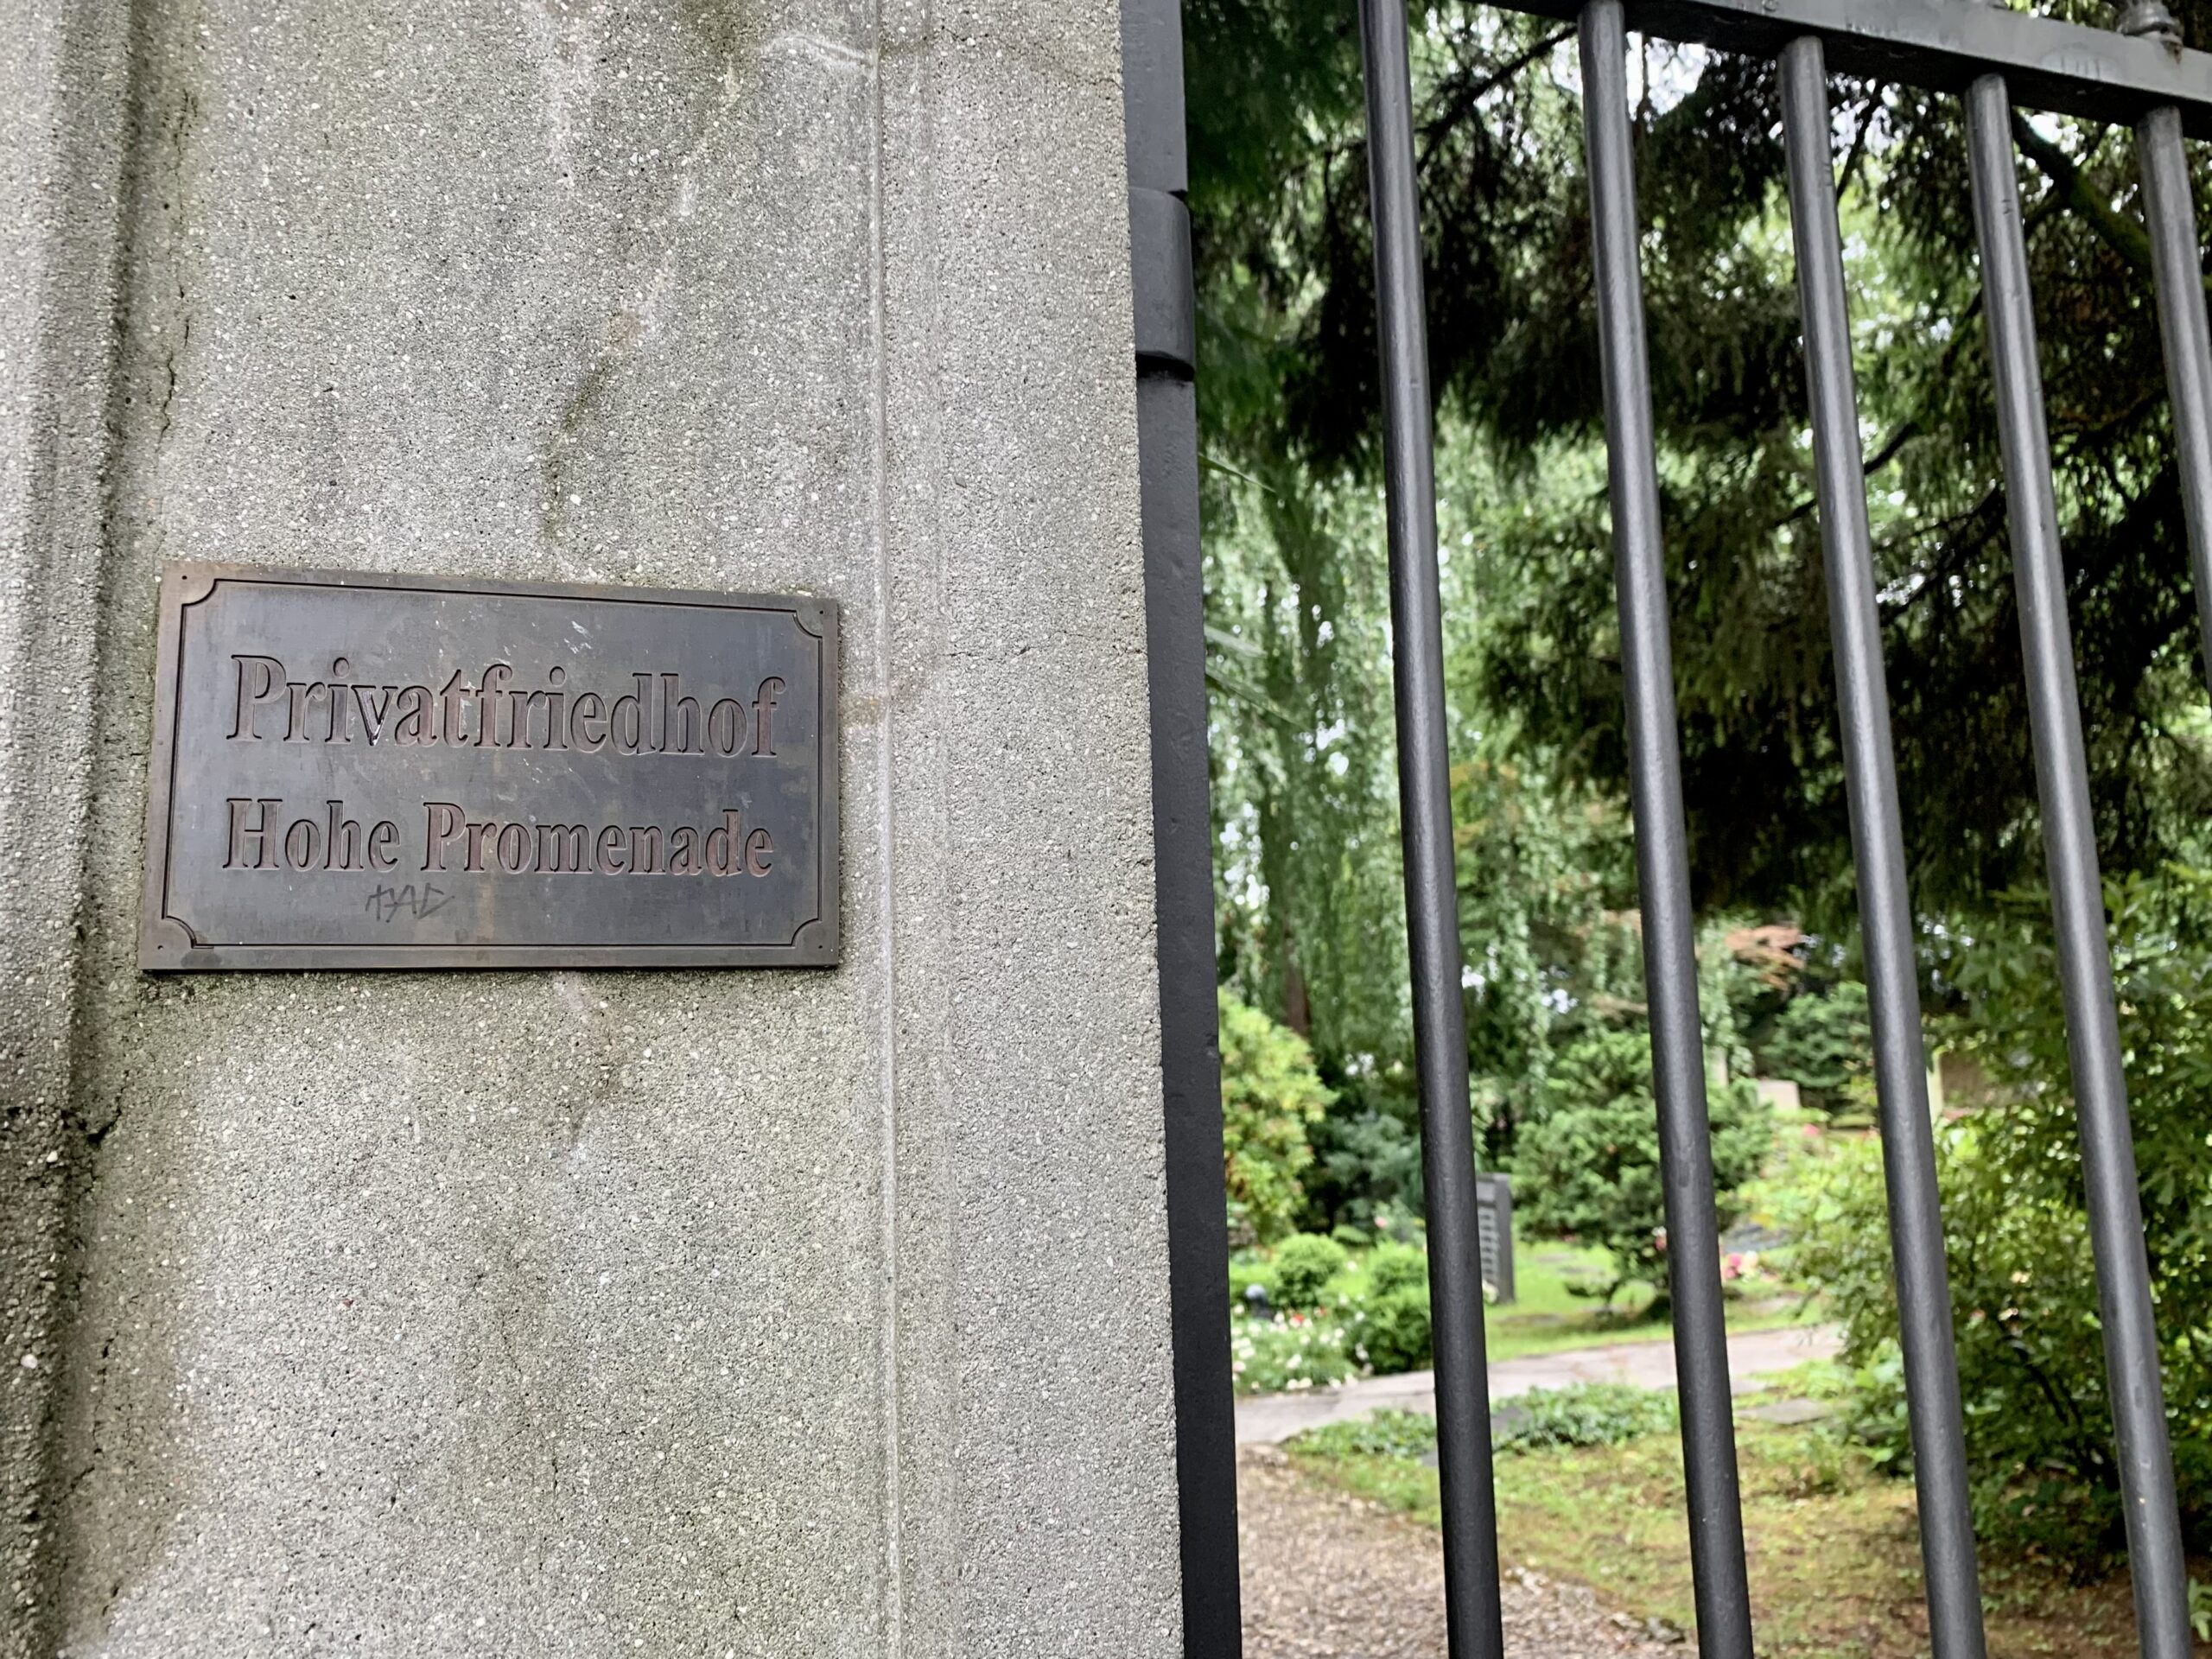 Privatfriedhof
Hohe Promenade